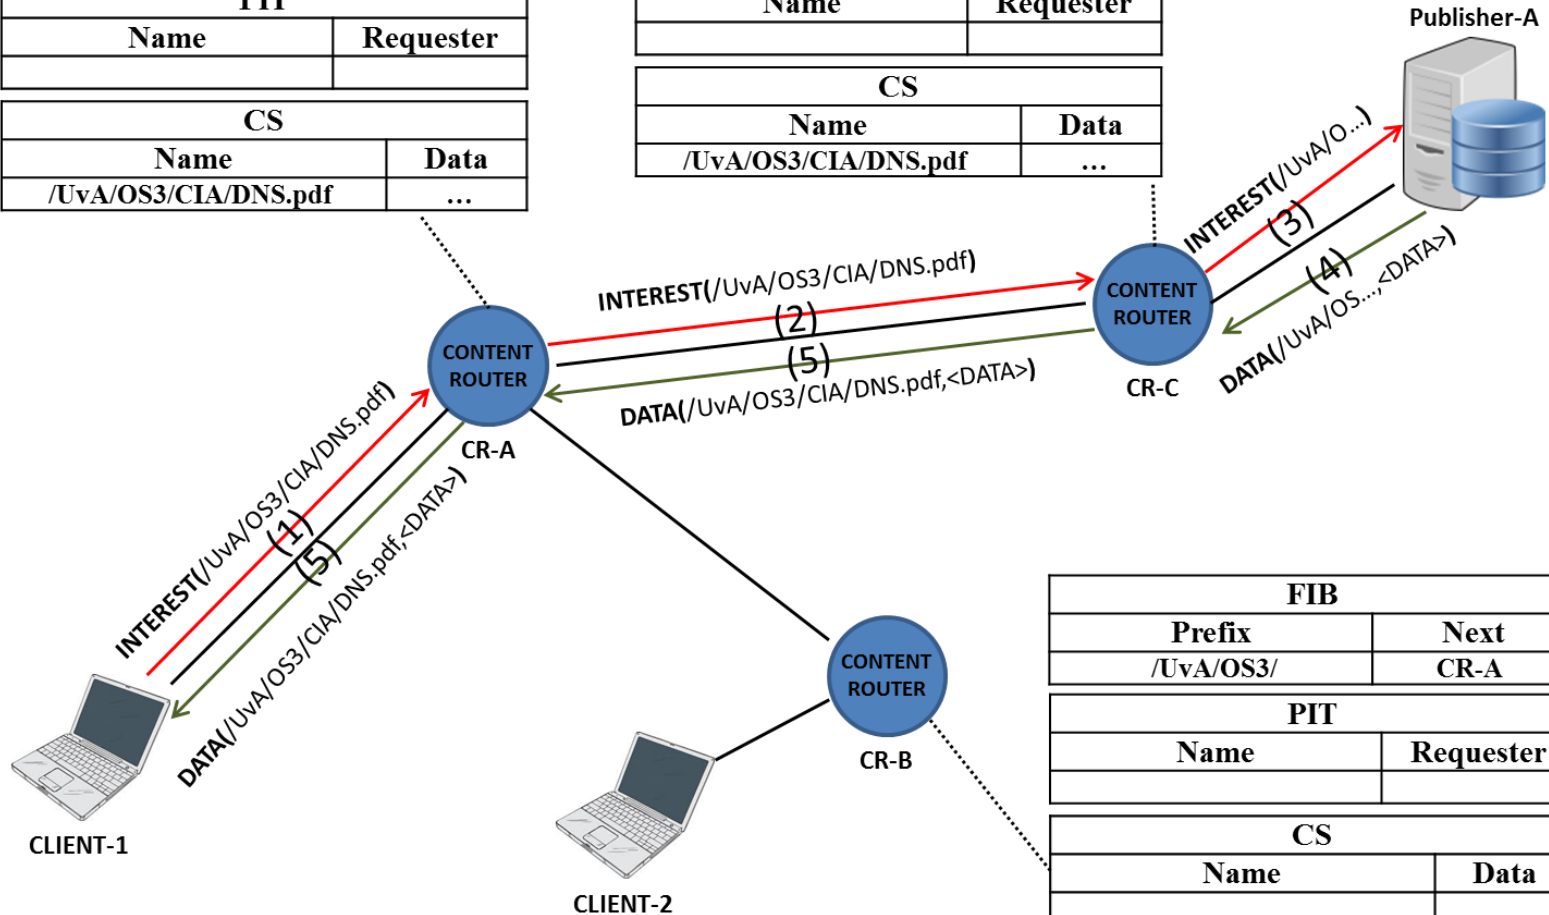 PIT
Name Requester
CS
Name Data
/UvA/OS3/CIA/DNS.pdf ...
Name Requester
CS
Name Data
/UvA/OS3/CIA/DNS.pdf ...
Publisher-A
INTEREST(/UvA/O...)
(3)
(4)
DATA(/UvA/OS...,<DATA>)
INTEREST(/UvA/OS3/CIA/DNS.pdf)
(2)
(5)
DATA(/UvA/OS3/CIA/DNS.pdf,<DATA>)
CONTENT
ROUTER
CR-C
CONTENT
ROUTER
CR-A
INTEREST(/UvA/OS3/CIA/DNS.pdf)
(1)
(5)
DATA(/UvA/OS3/CIA/DNS.pdf,<DATA>)
CLIENT-1
CONTENT
ROUTER
CR-B
CLIENT-2
FIB
Prefix Next
/UvA/OS3/ CR-A
PIT
Name Requester
CS
Name Data